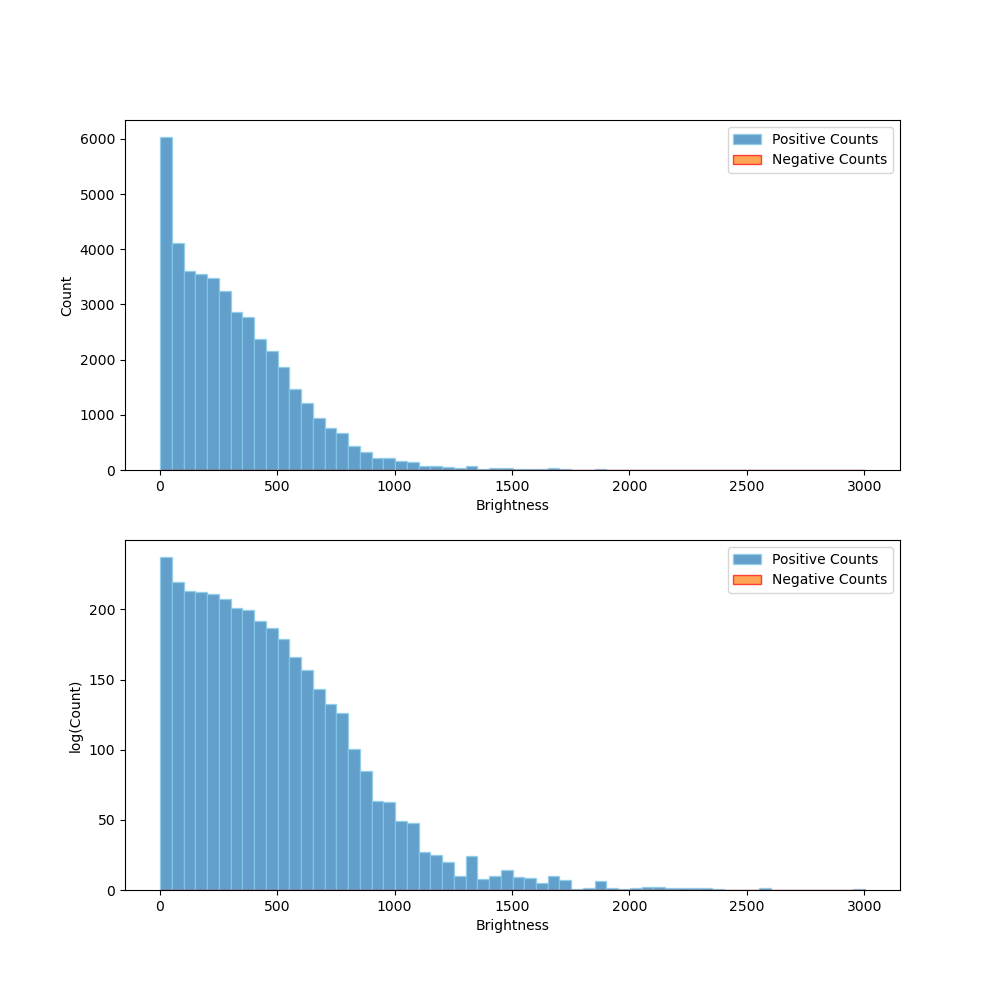 6000
5000
4000
3000
2000
1000
0
Count
Positive Counts
Negative Counts
0 500 1000 1500 2000 2500 3000
Brightness
200
150
100
50
0
log(Count)
Positive Counts
Negative Counts
0 500 1000 1500 2000 2500 3000
Brightness